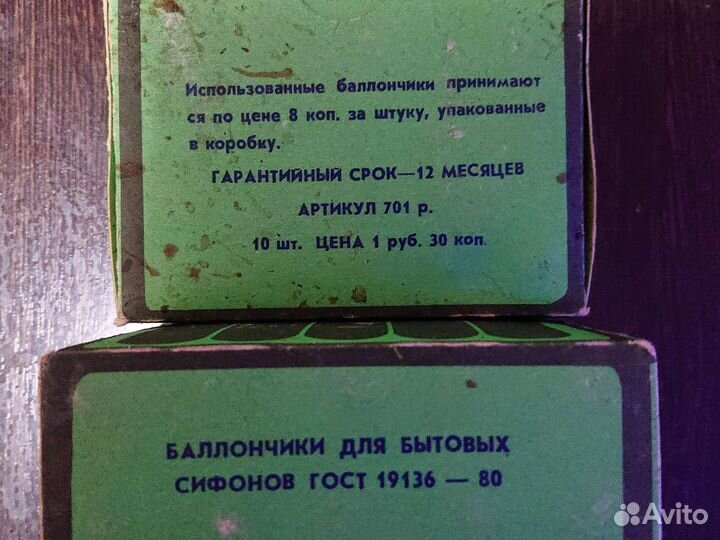 Использованные баллончики принимают
ся по цене 8 коп. за штуку, упакованные
в коробку.
ГАРАНТИЙНЫЙ СРОК—12 МЕСЯЦЕВ
АРТИКУЛ 701 р.
10 шт. ЦЕНА 1 руб. 30 коп.
БАЛЛОНЧИКИ ДЛЯ БЫТОВЫХ
СИФОНОВ ГОСТ 19136 — 80
Avito